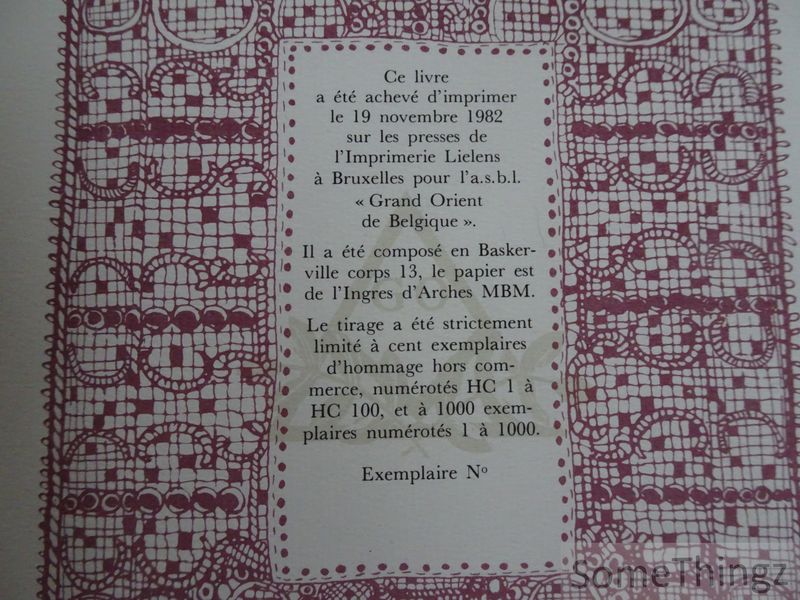 Ce livre
a été achevé d'imprimer
le 19 novembre 1982
sur les presses de
l'Imprimerie Lielens
à Bruxelles pour l'a.s.b.l.
« Grand Orient
de Belgique ».
Il a été composé en Basker-
ville corps 13, le papier est
de l'Ingres d'Arches MBM.
Le tirage a été strictement
limité à cent exemplaires
d'hommage hors com-
merce, numérotés HC 1 à
HC 100, et à 1000 exem-
plaires numérotés 1 à 1000.
Exemplaire Nº
SomeThingz